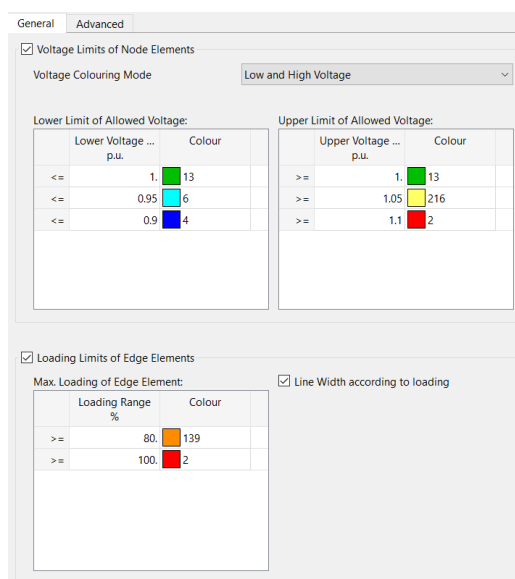 General Advanced
Voltage Limits of Node Elements
Voltage Colouring Mode Low and High Voltage
Lower Limit of Allowed Voltage: Upper Limit of Allowed Voltage:
Lower Voltage ... Colour Upper Voltage ... Colour
p.u. p.u.
<= 1. 13 >= 1. 13
<= 0.95 6 >= 1.05 216
<= 0.9 4 >= 1.1 2
Loading Limits of Edge Elements
Max. Loading of Edge Element: Line Width according to loading
Loading Range Colour
%
>= 80. 139
>= 100. 2